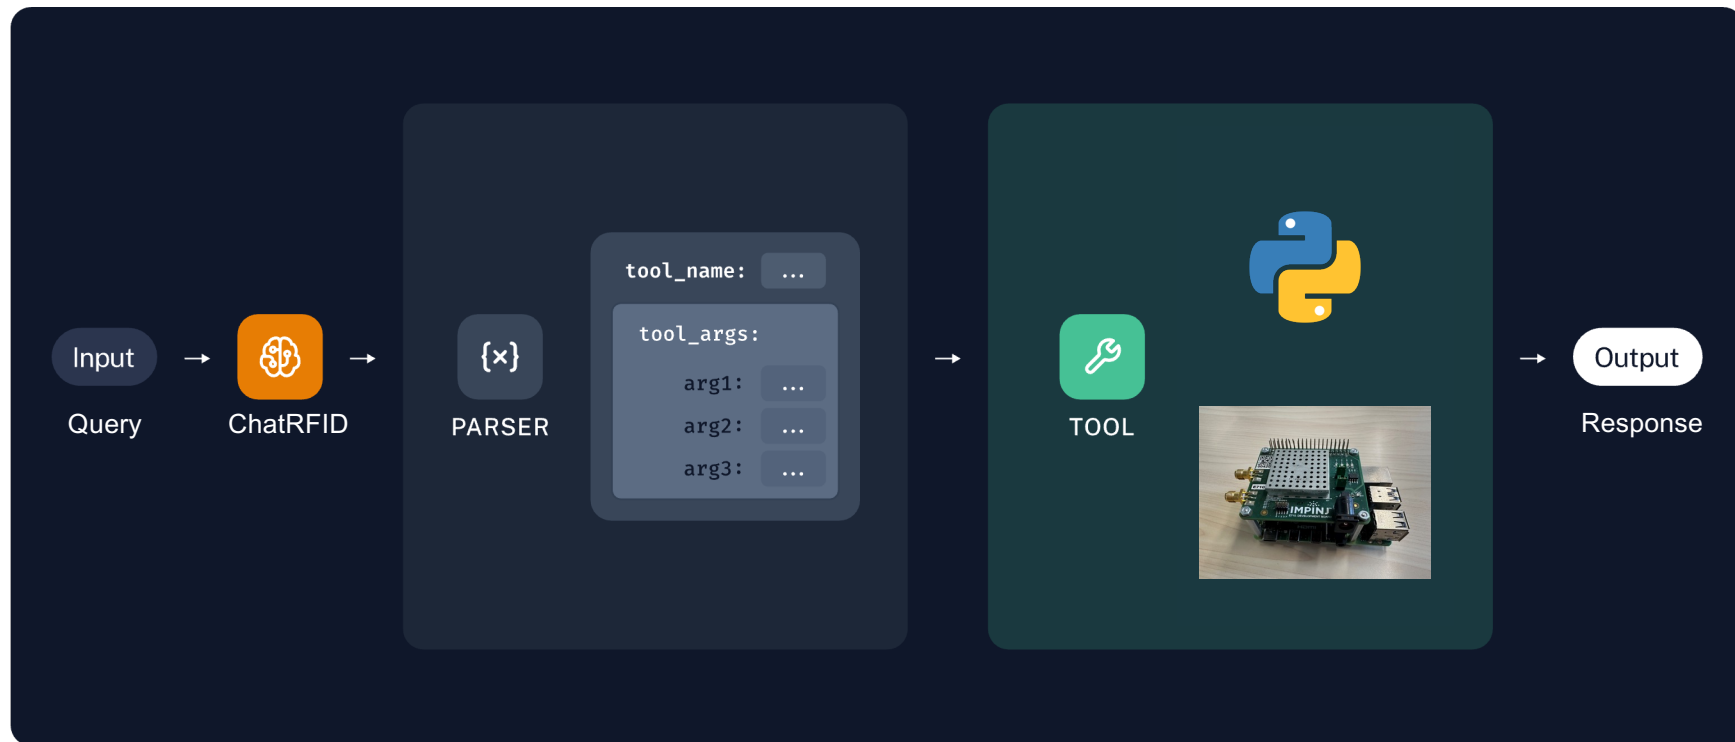 Input
Query
ChatRFID
{x}
PARSER
tool_name: ...
tool_args:
arg1: ...
arg2: ...
arg3: ...
TOOL
IMPINJ
Output
Response